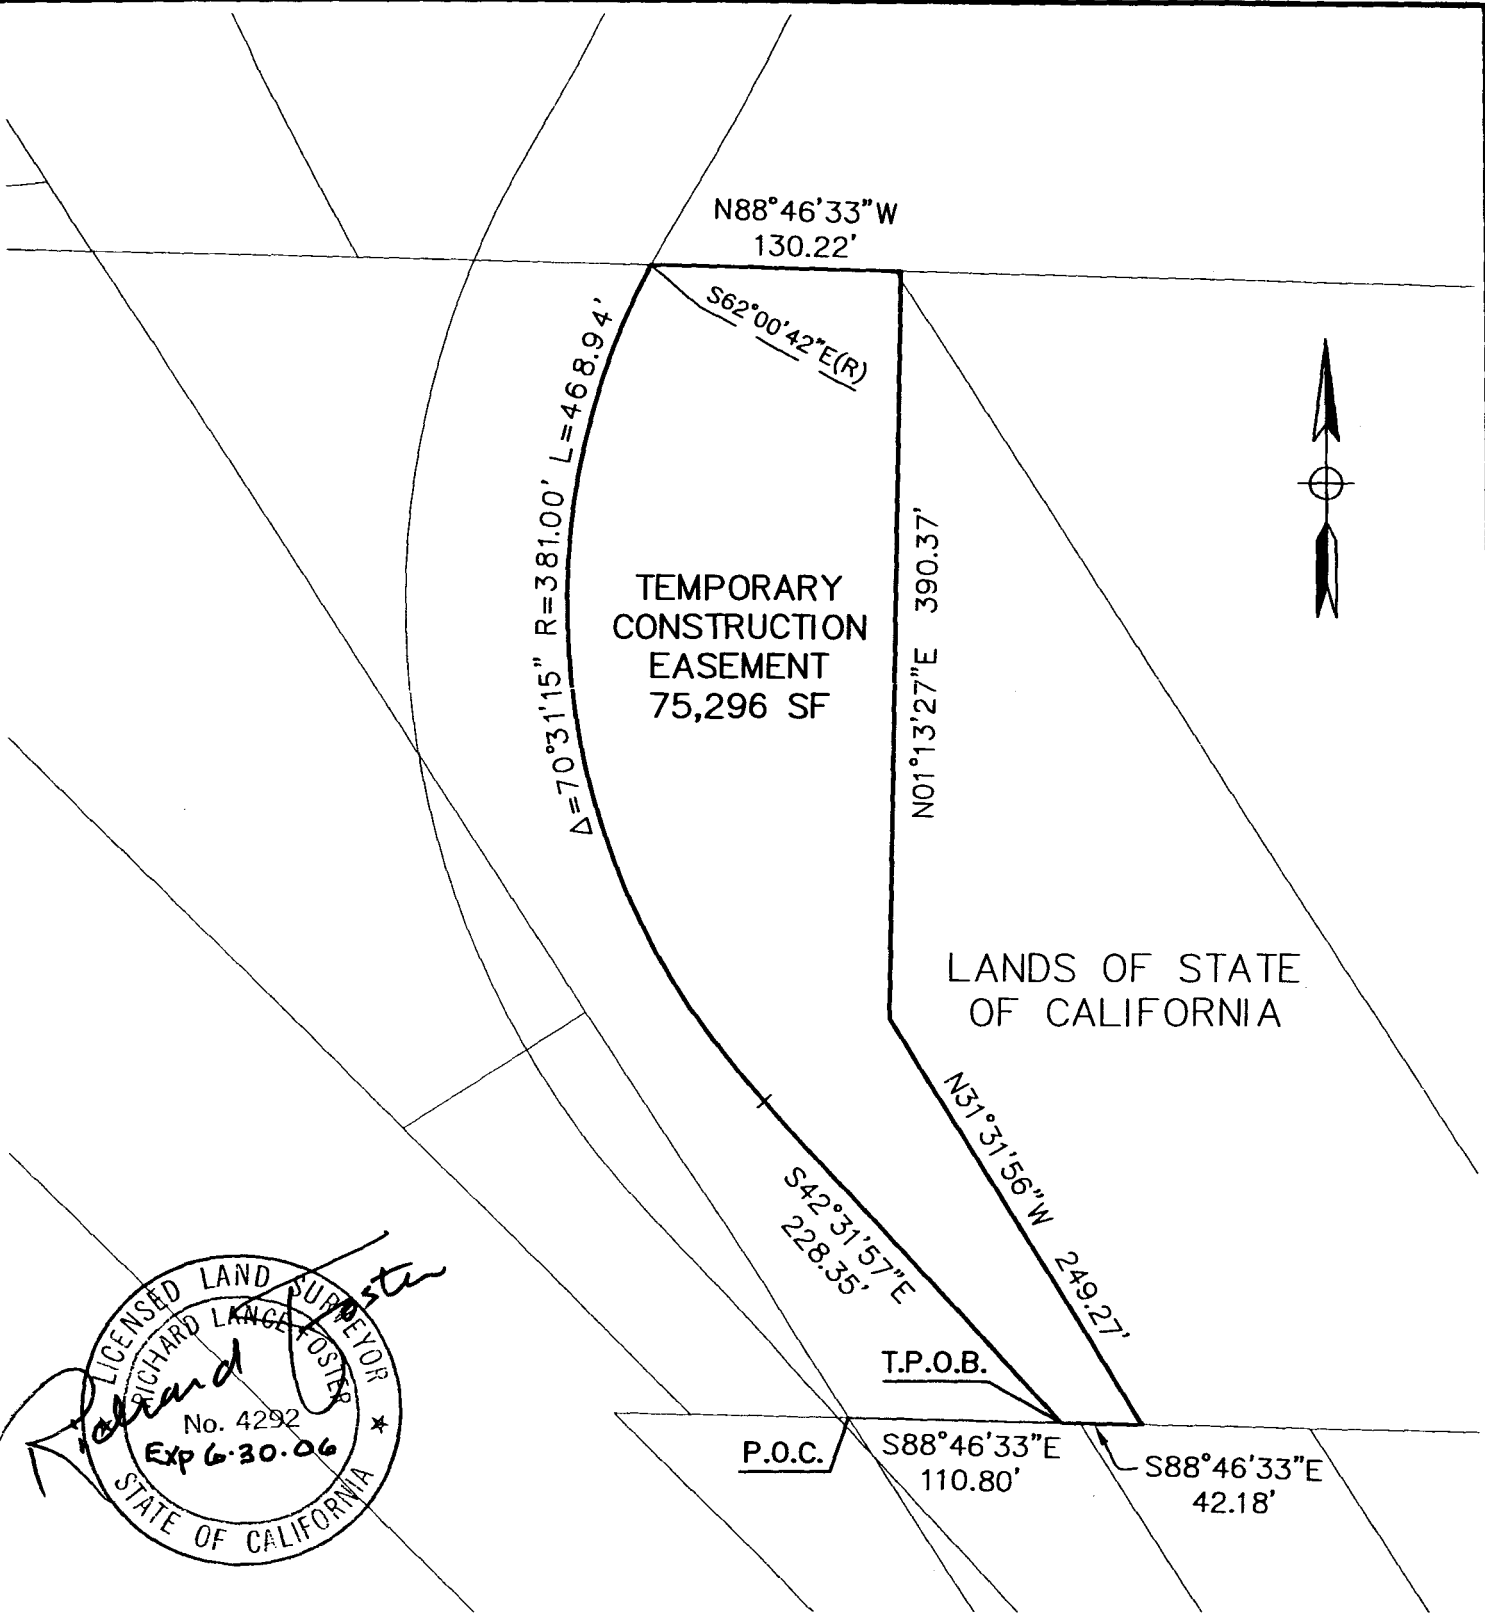 N88°46'33"W
130.22'
S62°00'42"E(R)
Δ=70°31'15" R=381.00' L=468.94'
TEMPORARY
CONSTRUCTION
EASEMENT
75,296 SF
N01°13'27"E 390.37'
LANDS OF STATE
OF CALIFORNIA
N31°31'56"W 249.27'
S42°31'57"E
228.35'
T.P.O.B.
P.O.C.
S88°46'33"E
110.80'
S88°46'33"E
42.18'
LICENSED LAND SURVEYOR
RICHARD LANCE FOSTER
Richard Foster
No. 4292
Exp 6.30.06
STATE OF CALIFORNIA